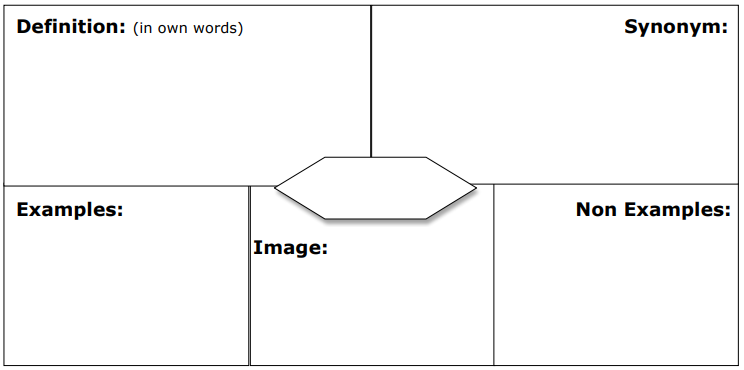 Definition: (in own words)
Synonym:
Examples:
Image:
Non Examples: